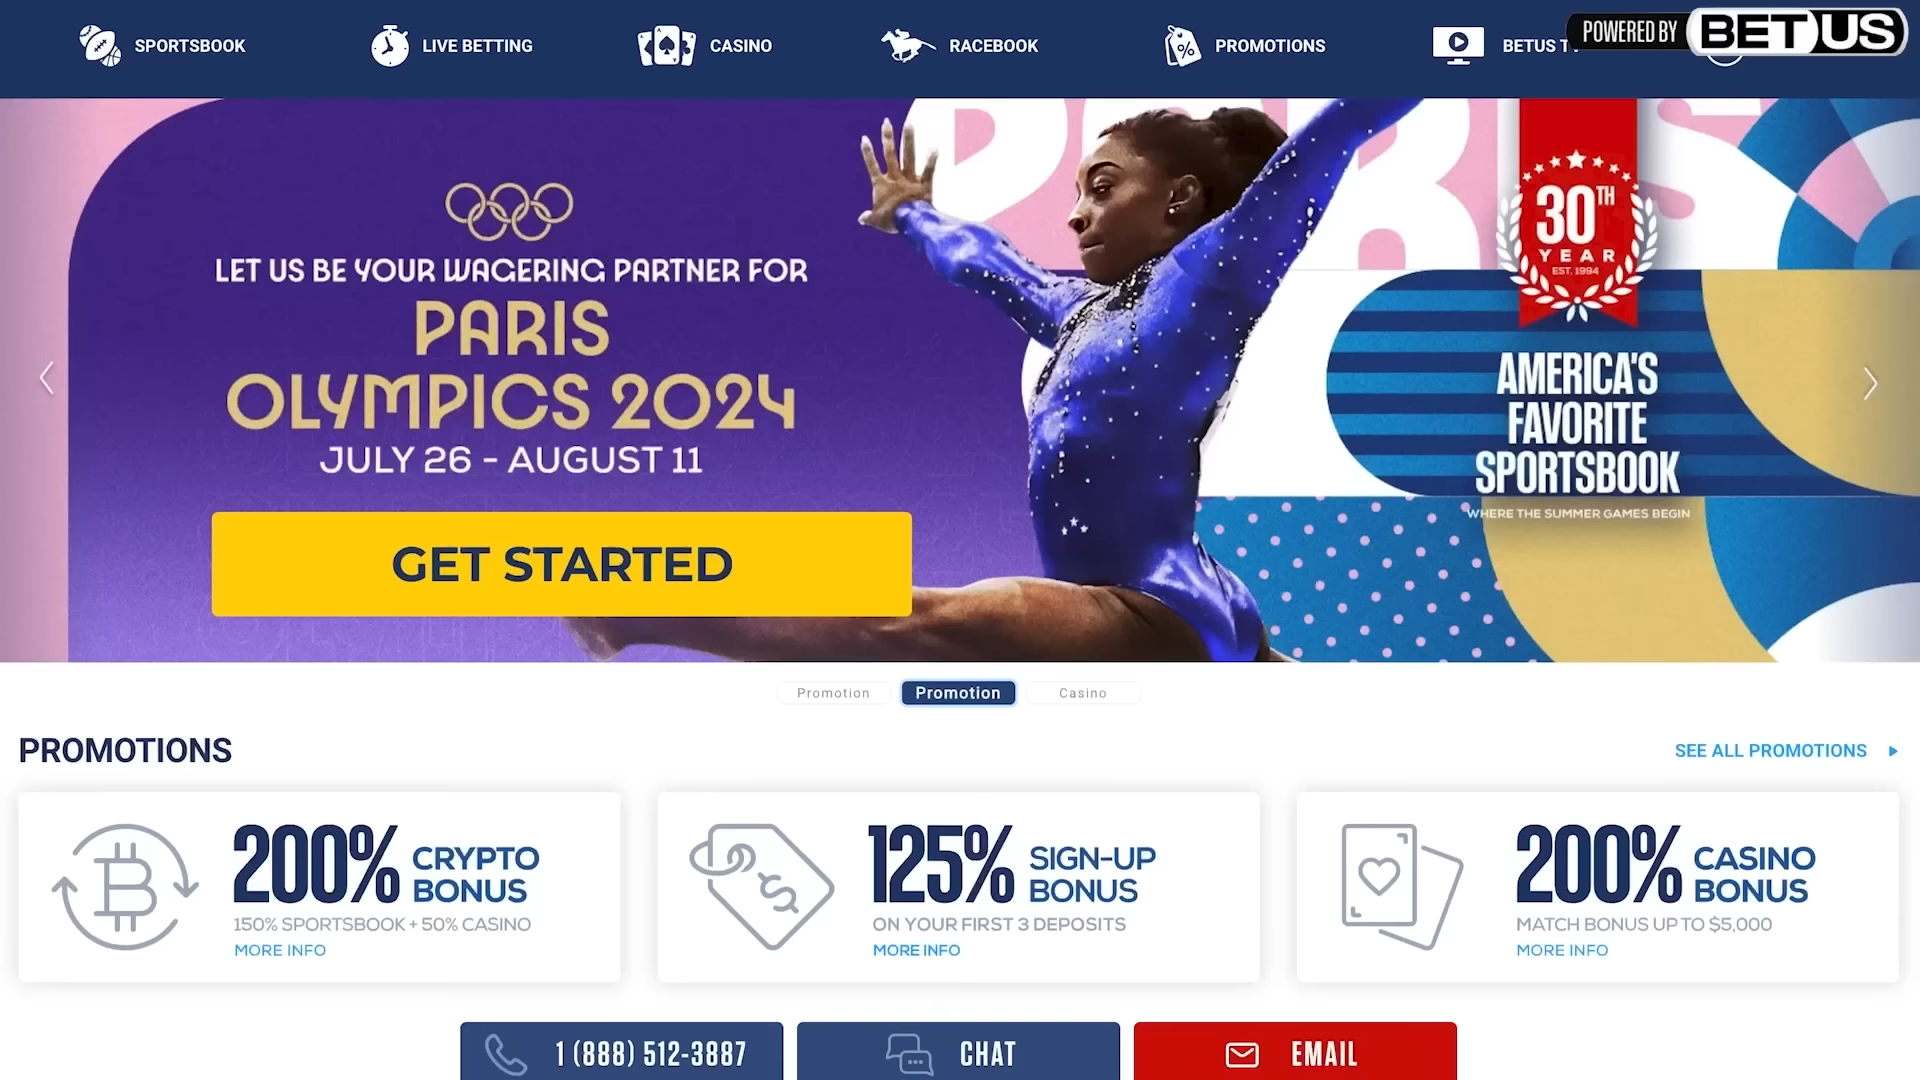 SPORTSBOOK
LIVE BETTING
CASINO
RACEBOOK
PROMOTIONS
BETUS
POWERED BY BETUS
PARIS
LET US BE YOUR WAGERING PARTNER FOR
PARIS
OLYMPICS 2024
JULY 26 - AUGUST 11
GET STARTED
30TH
YEAR
EST. 1994
AMERICA'S
FAVORITE
SPORTSBOOK
WHERE THE SUMMER GAMES BEGIN
Promotion
Promotion
Casino
PROMOTIONS
SEE ALL PROMOTIONS
200% CRYPTO
BONUS
150% SPORTSBOOK + 50% CASINO
MORE INFO
125% SIGN-UP
BONUS
ON YOUR FIRST 3 DEPOSITS
MORE INFO
200% CASINO
BONUS
MATCH BONUS UP TO $5,000
MORE INFO
1 (888) 512-3887
CHAT
EMAIL